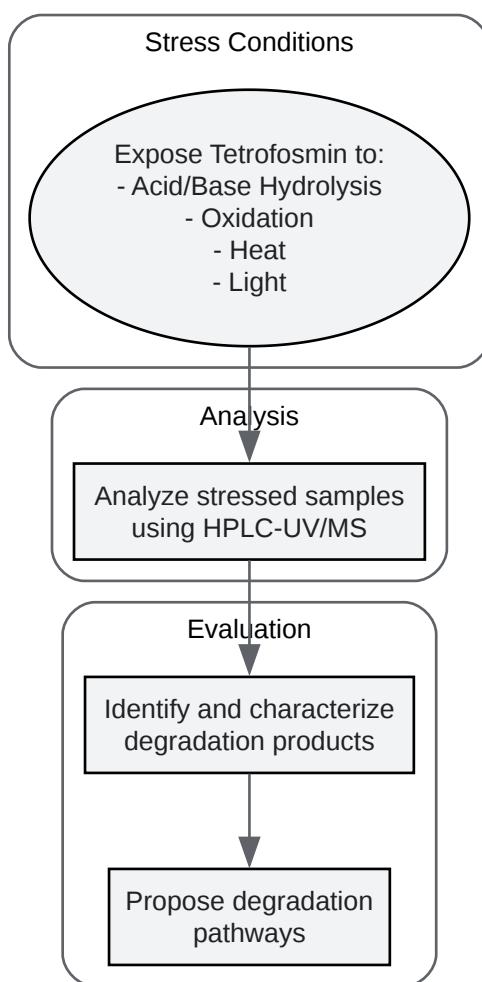 Stress Conditions
Expose Tetrofosmin to:
- Acid/Base Hydrolysis
- Oxidation
- Heat
- Light
Analysis
Analyze stressed samples
using HPLC-UV/MS
Evaluation
Identify and characterize
degradation products
Propose degradation
pathways